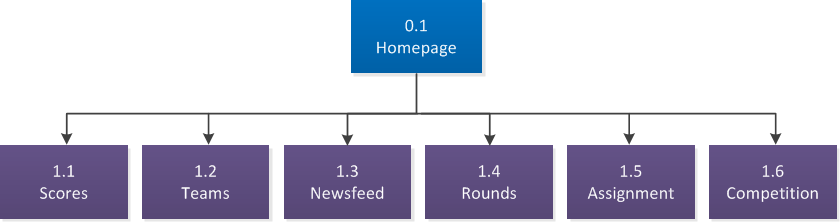 0.1
Homepage
1.1
Scores
1.2
Teams
1.3
Newsfeed
1.4
Rounds
1.5
Assignment
1.6
Competition